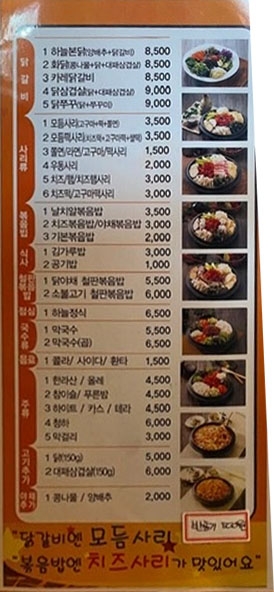 닭갈비
1 하늘본닭(양배추+닭갈비) 8,500
2 화닭(콩나물+닭+대패삼겹살) 8,500
3 카레닭갈비 8,500
4 닭삼겹살(닭+대패삼겹살) 9,000
5 닭쭈꾸(닭+쭈꾸미) 9,000
사리류
1 모듬사리(고구마+떡+쫄면) 3,500
2 모듬떡사리(치즈떡+고구마떡+쌀떡) 3,500
3 쫄면/라면/고구마/떡사리 1,500
4 우동사리 2,000
5 치즈/햄/치즈햄사리 3,000
6 치즈떡/고구마떡사리 3,000
볶음밥
1 날치알볶음밥 3,500
2 치즈볶음밥/야채볶음밥 3,000
3 기본볶음밥 2,000
식사
1 김가루밥 3,000
2 공기밥 1,000
철판볶음밥
1 닭야채 철판볶음밥 5,500
2 소불고기 철판볶음밥 6,000
점심
1 하늘정식 6,500
국수류
1 막국수 5,500
2 막국수(곱) 6,500
음료
1 콜라/ 사이다/ 환타 1,500
주류
1 한라산 / 올레 4,500
2 참이슬/ 푸른밤 4,500
3 하이트 / 카스 / 테라 4,500
4 청하 6,000
5 막걸리 3,000
고기추가
1 닭(150g) 5,000
2 대패삼겹살(150g) 6,000
야채추가
1 콩나물 / 양배추 2,000
"닭갈비엔 모듬사리
"볶음밥엔 치즈사리가 맛있어요"